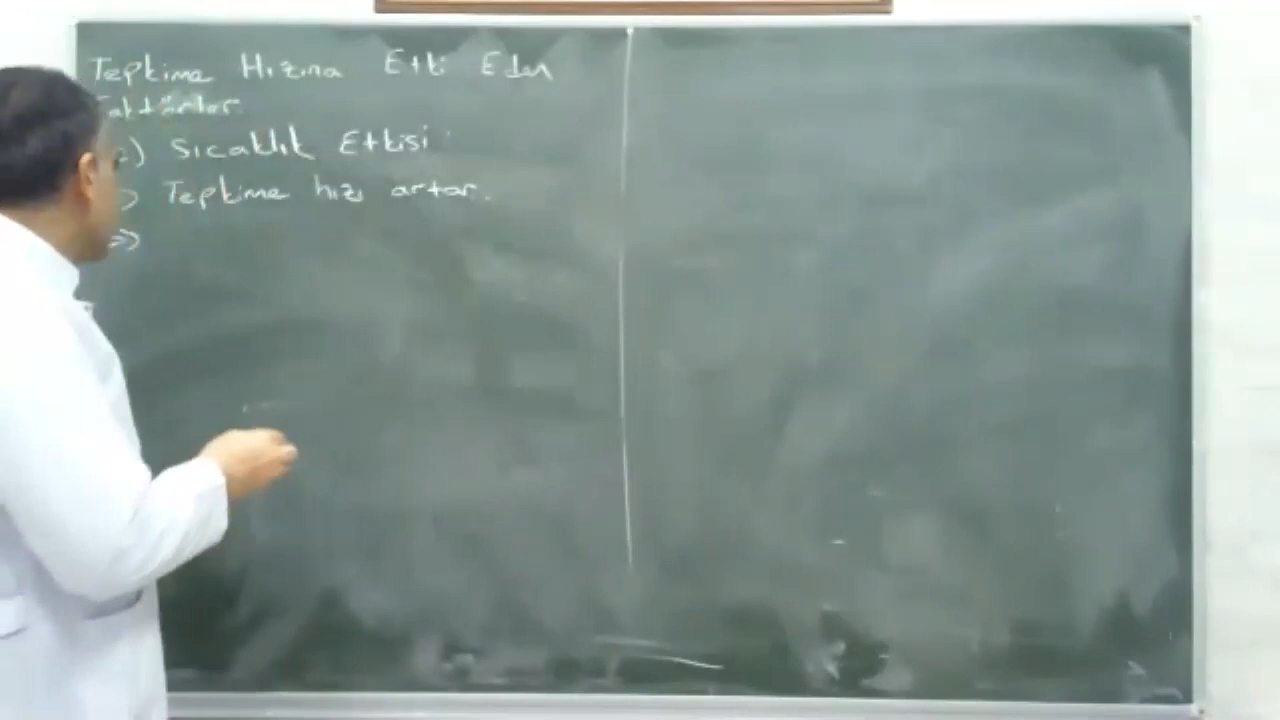 Tepkime Hızına Etki Eden
Faktörler
) Sıcaklık Etkisi:
) Tepkime hızı artar.